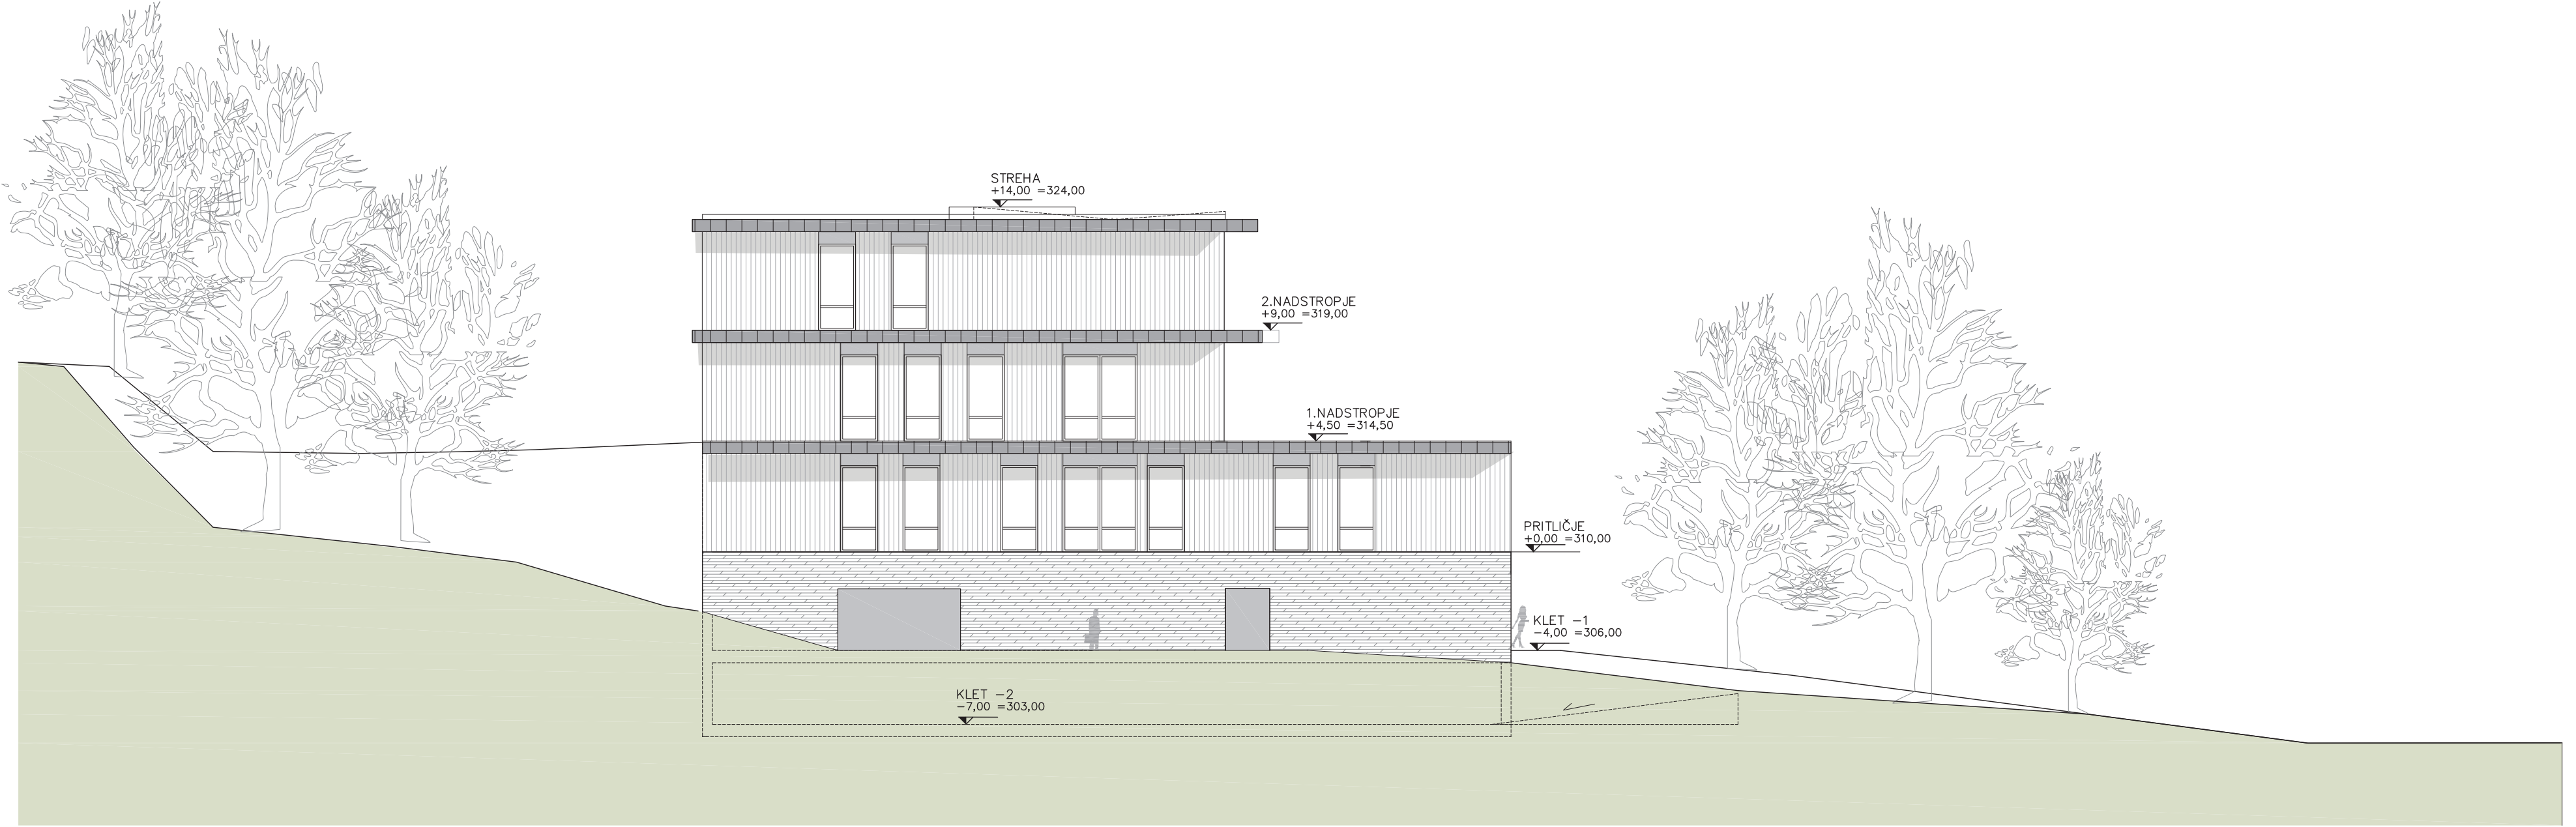 STREHA
+14,00 =324,00
2.NADSTROPJE
+9,00 =319,00
1.NADSTROPJE
+4,50 =314,50
PRITLIČJE
+0,00 =310,00
KLET -1
-4,00 =306,00
KLET -2
-7,00 =303,00